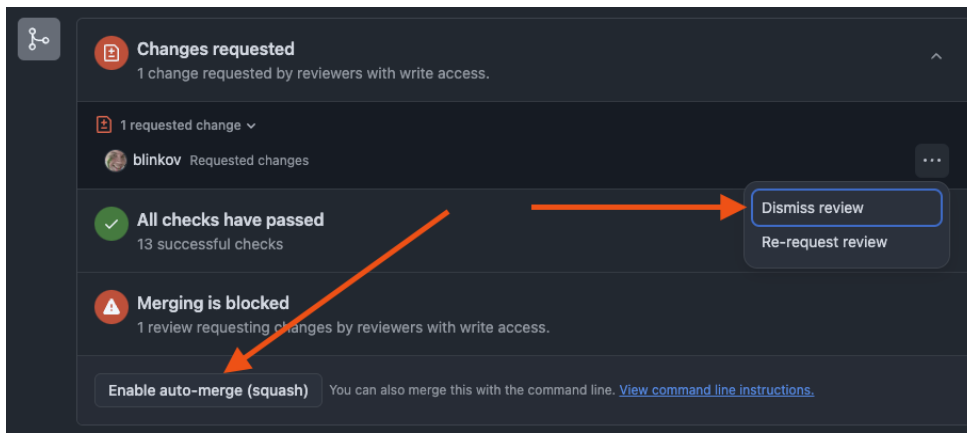 Changes requested
1 change requested by reviewers with write access.
1 requested change
blinkov Requested changes
Dismiss review
Re-request review
All checks have passed
13 successful checks
Merging is blocked
1 review requesting changes by reviewers with write access.
Enable auto-merge (squash) You can also merge this with the command line. View command line instructions.